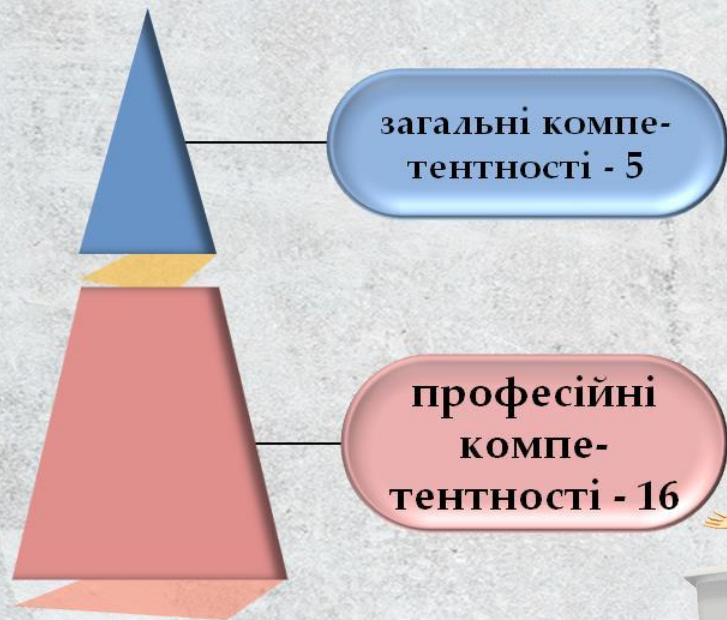 загальні компе-
тентності - 5
професійні
компе-
тентності - 16